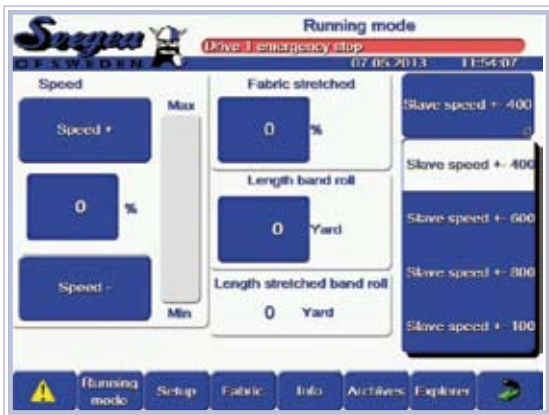 Svegea
OF SWEDEN
Running mode
Drive 1 emergency stop
07.05.2013 11:54:07
Speed
Speed +
0 %
Speed -
Max
Min
Fabric stretched
0 %
Length band roll
0 Yard
Length stretched band roll
0 Yard
Slave speed +- 400
Slave speed +- 400
Slave speed +- 600
Slave speed +- 800
Slave speed +- 100
Running mode
Setup
Fabric
Info
Archives
Explorer